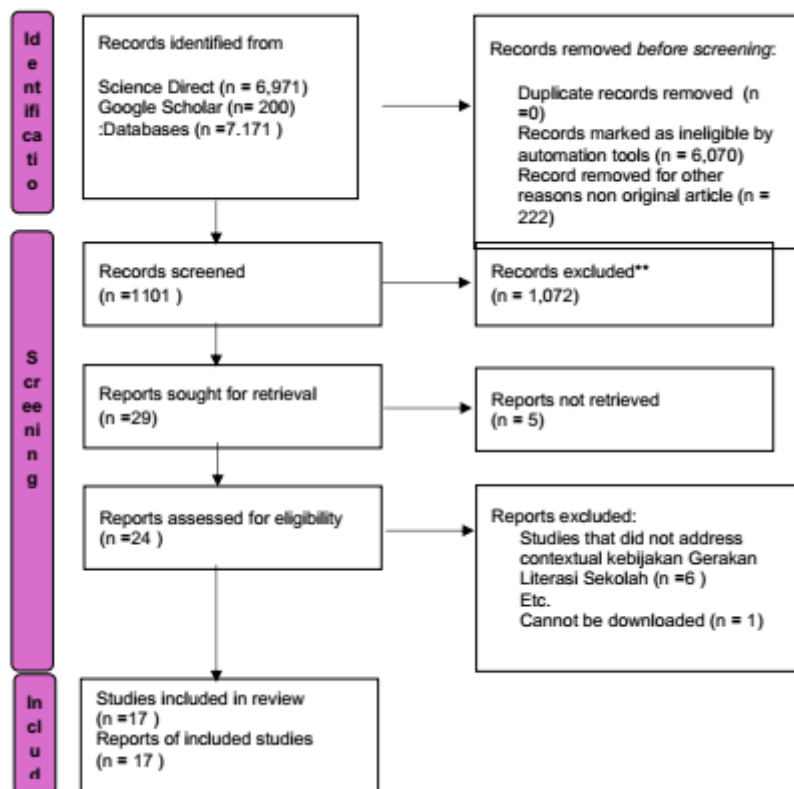 Id
e
nt
ifi
ca
ti
o
Records identified from
Science Direct (n = 6,971)
Google Scholar (n= 200)
:Databases (n =7.171 )
Records removed before screening:
Duplicate records removed (n
=0)
Records marked as ineligible by
automation tools (n = 6,070)
Record removed for other
reasons non original article (n =
222)
S
cr
ee
ni
n
g
Records screened
(n =1101 )
Records excluded**
(n = 1,072)
Reports sought for retrieval
(n =29)
Reports not retrieved
(n = 5)
Reports assessed for eligibility
(n =24 )
Reports excluded:
Studies that did not address
contextual kebijakan Gerakan
Literasi Sekolah (n =6 )
Etc.
Cannot be downloaded (n = 1)
In
cl
u
d
Studies included in review
(n =17 )
Reports of included studies
(n = 17 )